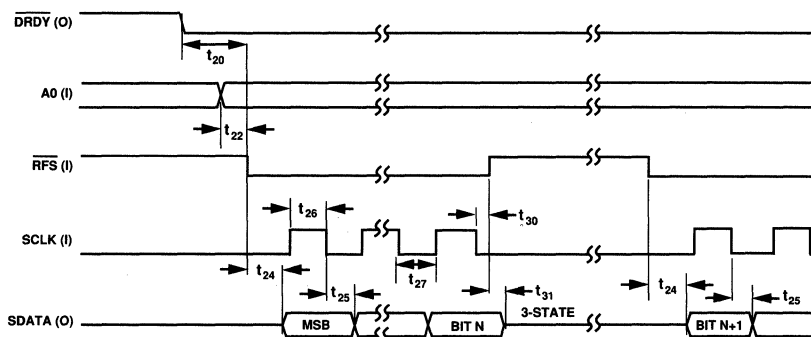 DRDY (O)
t20
A0 (I)
t22
RFS (I)
t26
t30
SCLK (I)
t24
t25
t27
t31
t24
t25
SDATA (O)
MSB
BIT N
3-STATE
BIT N+1